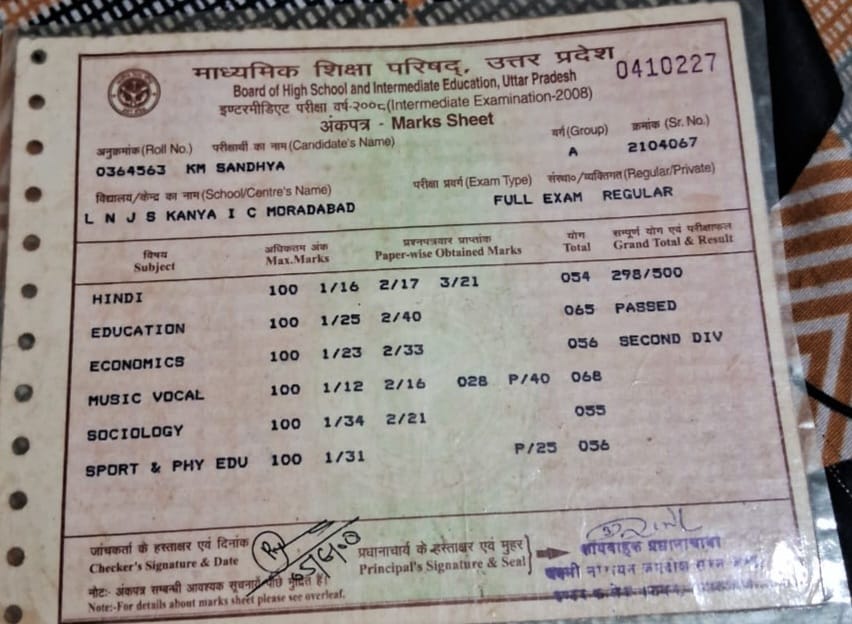 माध्यमिक शिक्षा परिषद्, उत्तर प्रदेश
0410227
Board of High School and Intermediate Education, Uttar Pradesh
इण्टरमीडिएट परीक्षा वर्ष-२००८(Intermediate Examination-2008)
अंकपत्र - Marks Sheet
अनुक्रमांक (Roll No.) परीक्षार्थी का नाम (Candidate's Name) वर्ग (Group) क्रमांक (Sr. No.)
0364563 KM SANDHYA A 2104067
विद्यालय/केन्द्र का नाम (School/Centre's Name) परीक्षा प्रवर्ग (Exam Type) संस्था०/व्यक्तिगत (Regular/Private)
L N J S KANYA I C MORADABAD FULL EXAM REGULAR
विषय अधिकतम अंक प्रश्नपत्रवार प्राप्तांक योग सम्पूर्ण योग एवं परीक्षाफल
Subject Max.Marks Paper-wise Obtained Marks Total Grand Total & Result
HINDI 100 1/16 2/17 3/21 054 298/500
EDUCATION 100 1/25 2/40 065 PASSED
ECONOMICS 100 1/23 2/33 056 SECOND DIV
MUSIC VOCAL 100 1/12 2/16 028 P/40 068
SOCIOLOGY 100 1/34 2/21 055
SPORT & PHY EDU 100 1/31 P/25 056
जांचकर्ता के हस्ताक्षर एवं दिनांक प्रधानाचार्य के हस्ताक्षर एवं मुहर
Checker's Signature & Date Principal's Signature & Seal
नोट:- अंकपत्र सम्बन्धी आवश्यक सूचनायें पीछे मुद्रित है।
Note:-For details about marks sheet please see overleaf.